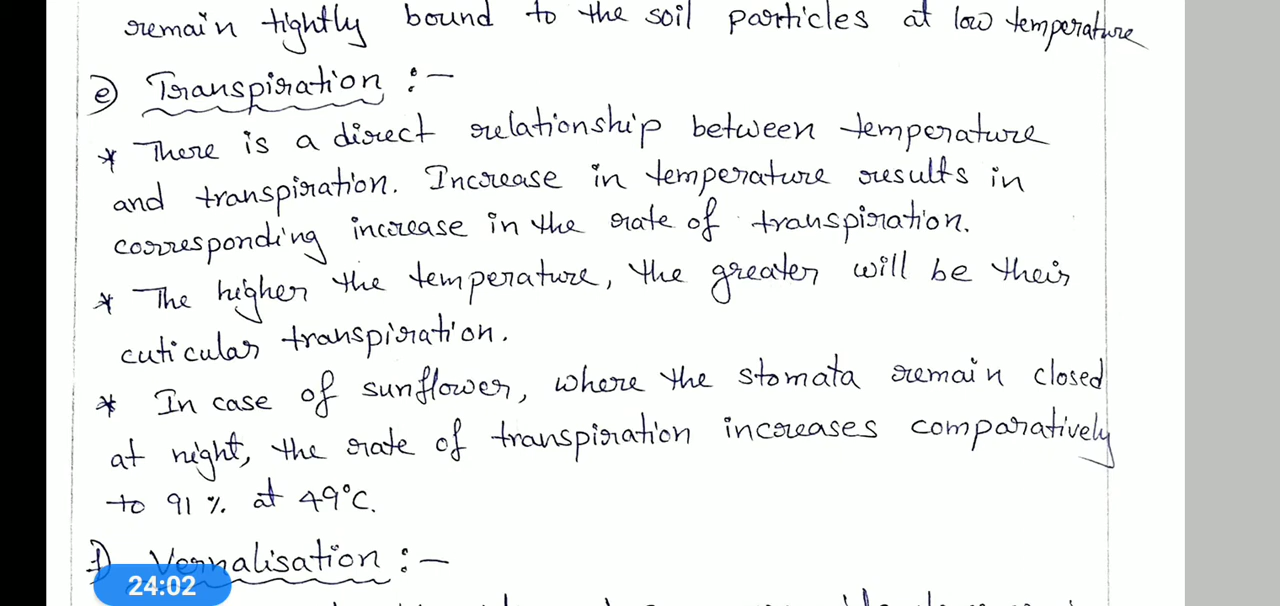 remain tightly bound to the soil particles at low temperature
e) Transpiration :-
* There is a direct relationship between temperature
and transpiration. Increase in temperature results in
corresponding increase in the rate of transpiration.
* The higher the temperature, the greater will be their
cuticular transpiration.
* In case of sunflower, where the stomata remain closed
at night, the rate of transpiration increases comparatively
to 91 % at 49°C.
f) Vernalisation :-
24:02